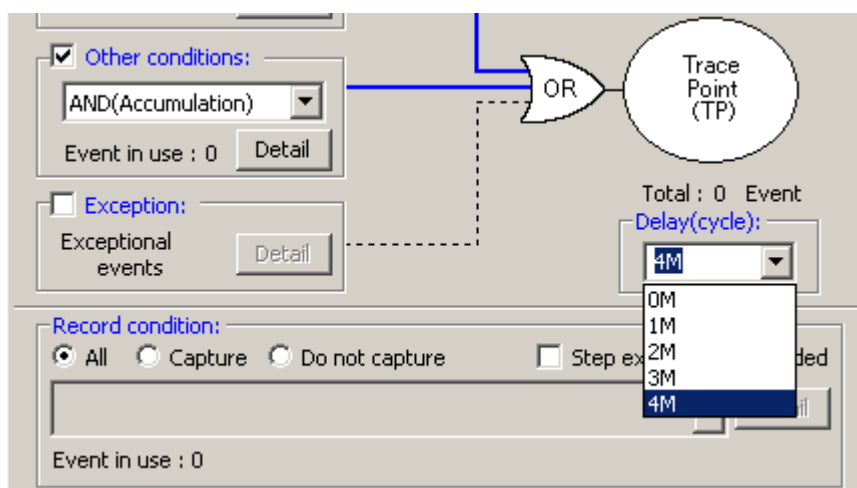 Other conditions:
AND(Accumulation)
Event in use : 0 Detail
OR
Trace
Point
(TP)
Total : 0 Event
Exception:
Exceptional
events
Detail
Delay(cycle):
4M
0M
1M
2M
3M
4M
Record condition:
All Capture Do not capture Step
Event in use : 0